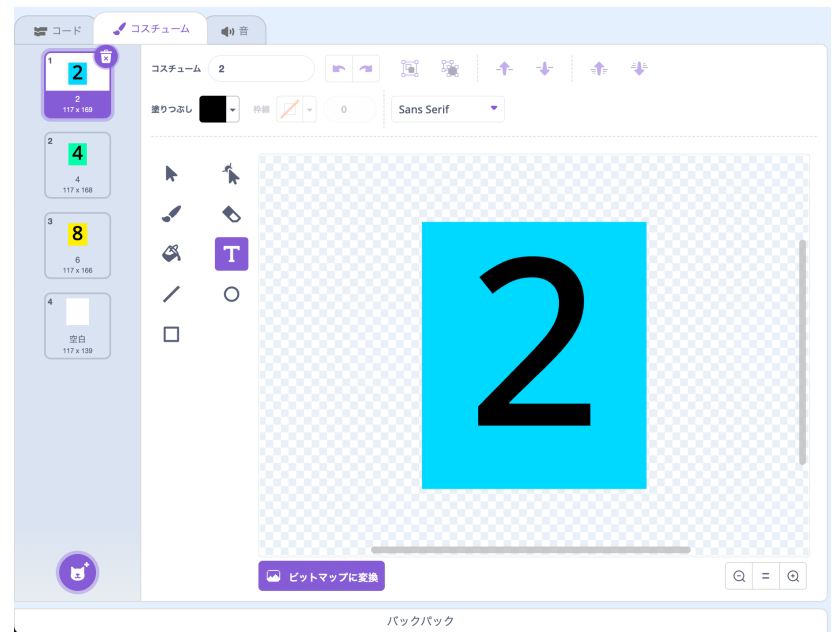 コード
コスチューム
音
1
2
2
117 x 169
2
4
4
117 x 168
3
8
6
117 x 166
4
空白
117 x 139
コスチューム 2
塗りつぶし 枠線 0 Sans Serif
T
2
ビットマップに変換
バックパック